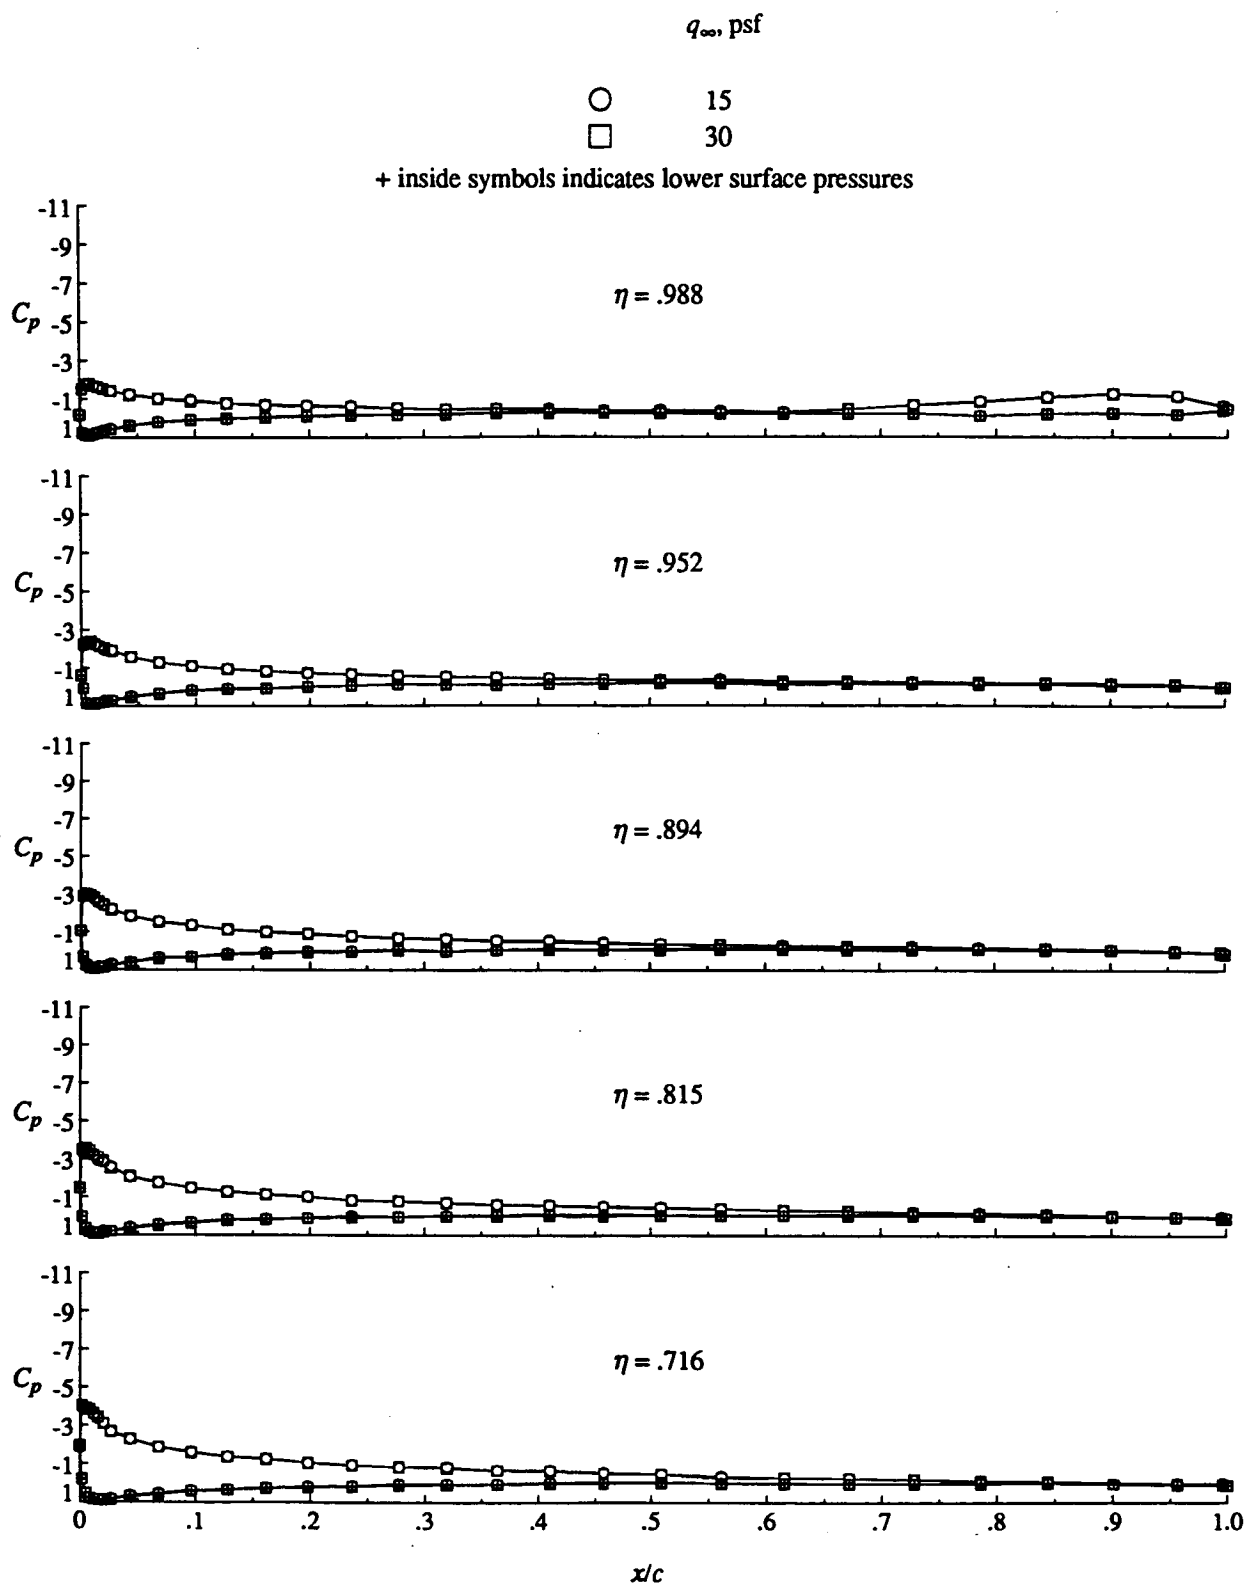 q∞, psf
15
30
+ inside symbols indicates lower surface pressures
-11
-9
-7
η = .988
Cp -5
-3
-1
1
-11
-9
-7
η = .952
Cp -5
-3
-1
1
-11
-9
-7
η = .894
Cp -5
-3
-1
1
-11
-9
-7
η = .815
Cp -5
-3
-1
1
-11
-9
-7
η = .716
Cp -5
-3
-1
1
0 .1 .2 .3 .4 .5 .6 .7 .8 .9 1.0
x/c